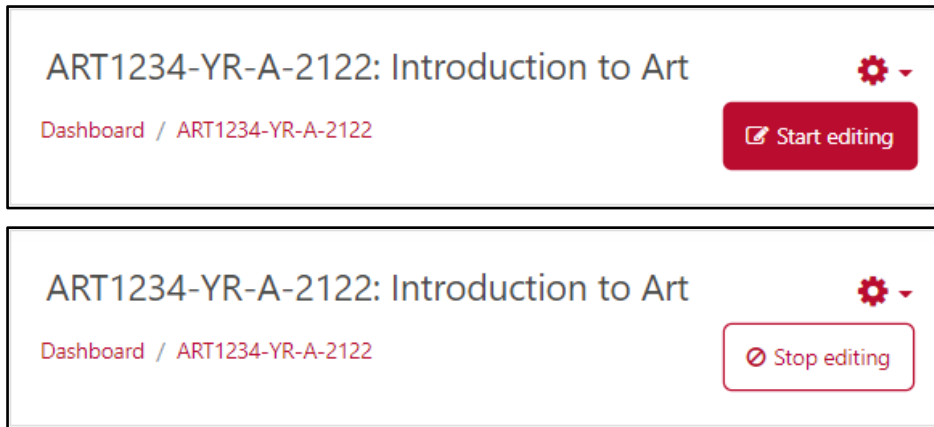 ART1234-YR-A-2122: Introduction to Art
Dashboard / ART1234-YR-A-2122
Start editing
ART1234-YR-A-2122: Introduction to Art
Dashboard / ART1234-YR-A-2122
Stop editing